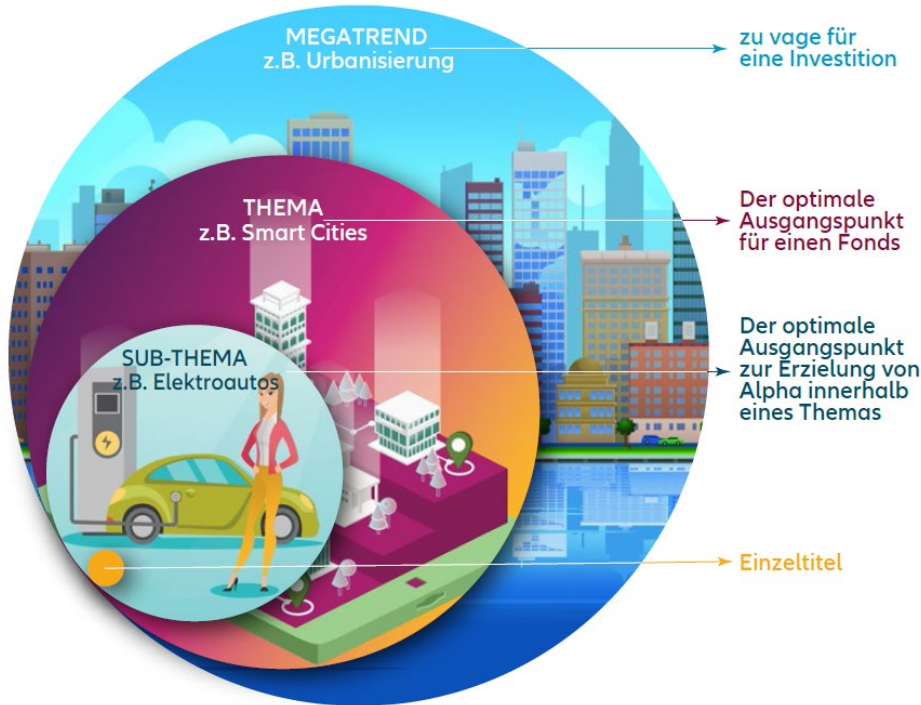 MEGATREND
z.B. Urbanisierung
zu vage für
eine Investition
THEMA
z.B. Smart Cities
Der optimale
Ausgangspunkt
für einen Fonds
SUB-THEMA
z.B. Elektroautos
Der optimale
Ausgangspunkt
zur Erzielung von
Alpha innerhalb
eines Themas
Einzeltitel